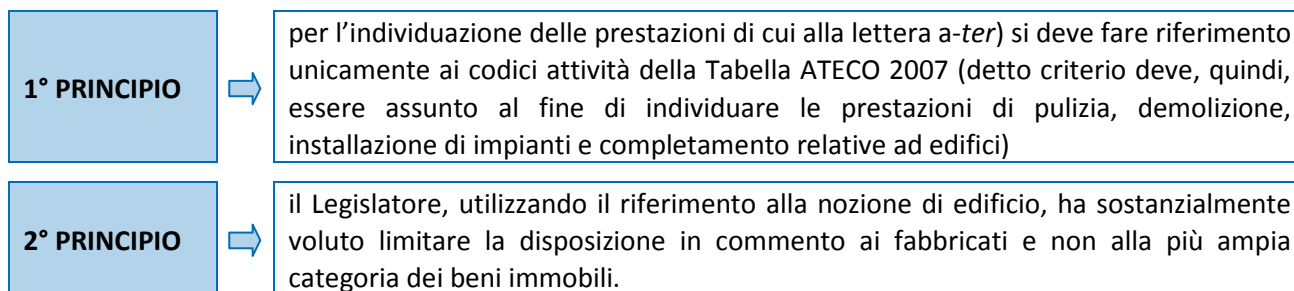 1° PRINCIPIO
per l’individuazione delle prestazioni di cui alla lettera a-ter) si deve fare riferimento
unicamente ai codici attività della Tabella ATECO 2007 (detto criterio deve, quindi,
essere assunto al fine di individuare le prestazioni di pulizia, demolizione,
installazione di impianti e completamento relative ad edifici)
2° PRINCIPIO
il Legislatore, utilizzando il riferimento alla nozione di edificio, ha sostanzialmente
voluto limitare la disposizione in commento ai fabbricati e non alla più ampia
categoria dei beni immobili.